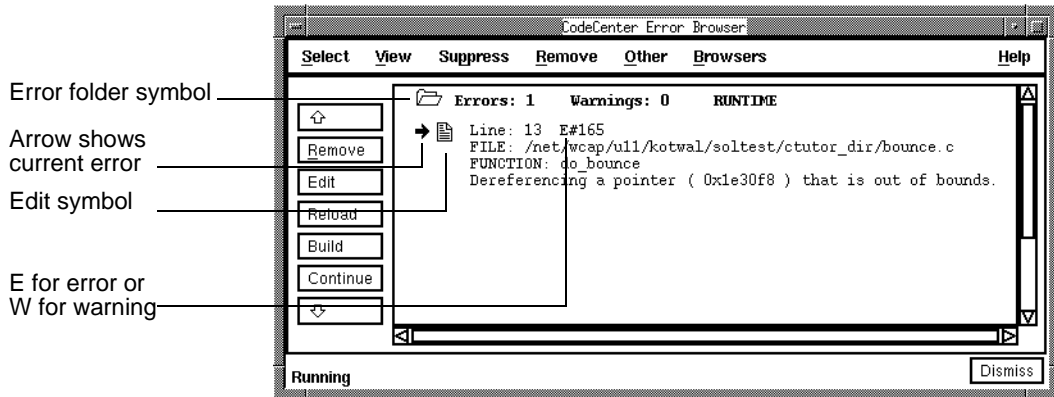 CodeCenter Error Browser
Select View Suppress Remove Other Browsers Help
Error folder symbol
Errors: 1 Warnings: 0 RUNTIME
Arrow shows
current error
Line: 13 E#165
FILE: /net/wcap/u11/kotwal/soltest/ctutor_dir/bounce.c
FUNCTION: do_bounce
Dereferencing a pointer ( 0x1e30f8 ) that is out of bounds.
Edit symbol
E for error or
W for warning
Remove
Edit
Reload
Build
Continue
Running
Dismiss